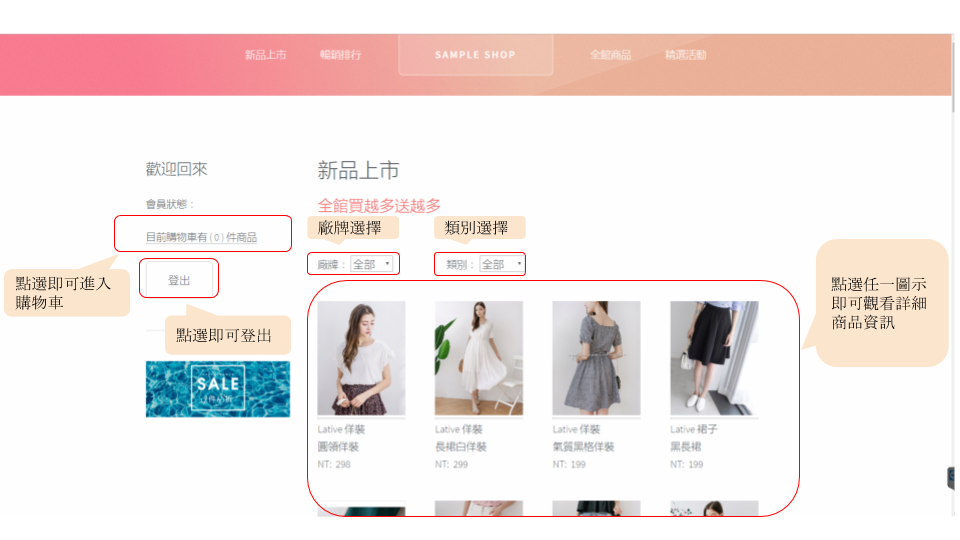 新品上市
暢銷排行
SAMPLE SHOP
全館商品
精選活動
歡迎回來
會員狀態：
目前購物車有(0)件商品
登出
點選即可進入
購物車
點選即可登出
SALE
新品上市
全館買越多送越多
廠牌選擇
類別選擇
廠牌： 全部
類別： 全部
Lative 佯裝
圓領佯裝
NT: 298
Lative 佯裝
長裙白佯裝
NT: 299
Lative 佯裝
氣質黑格佯裝
NT: 199
Lative 裙子
黑長裙
NT: 199
點選任一圖示
即可觀看詳細
商品資訊